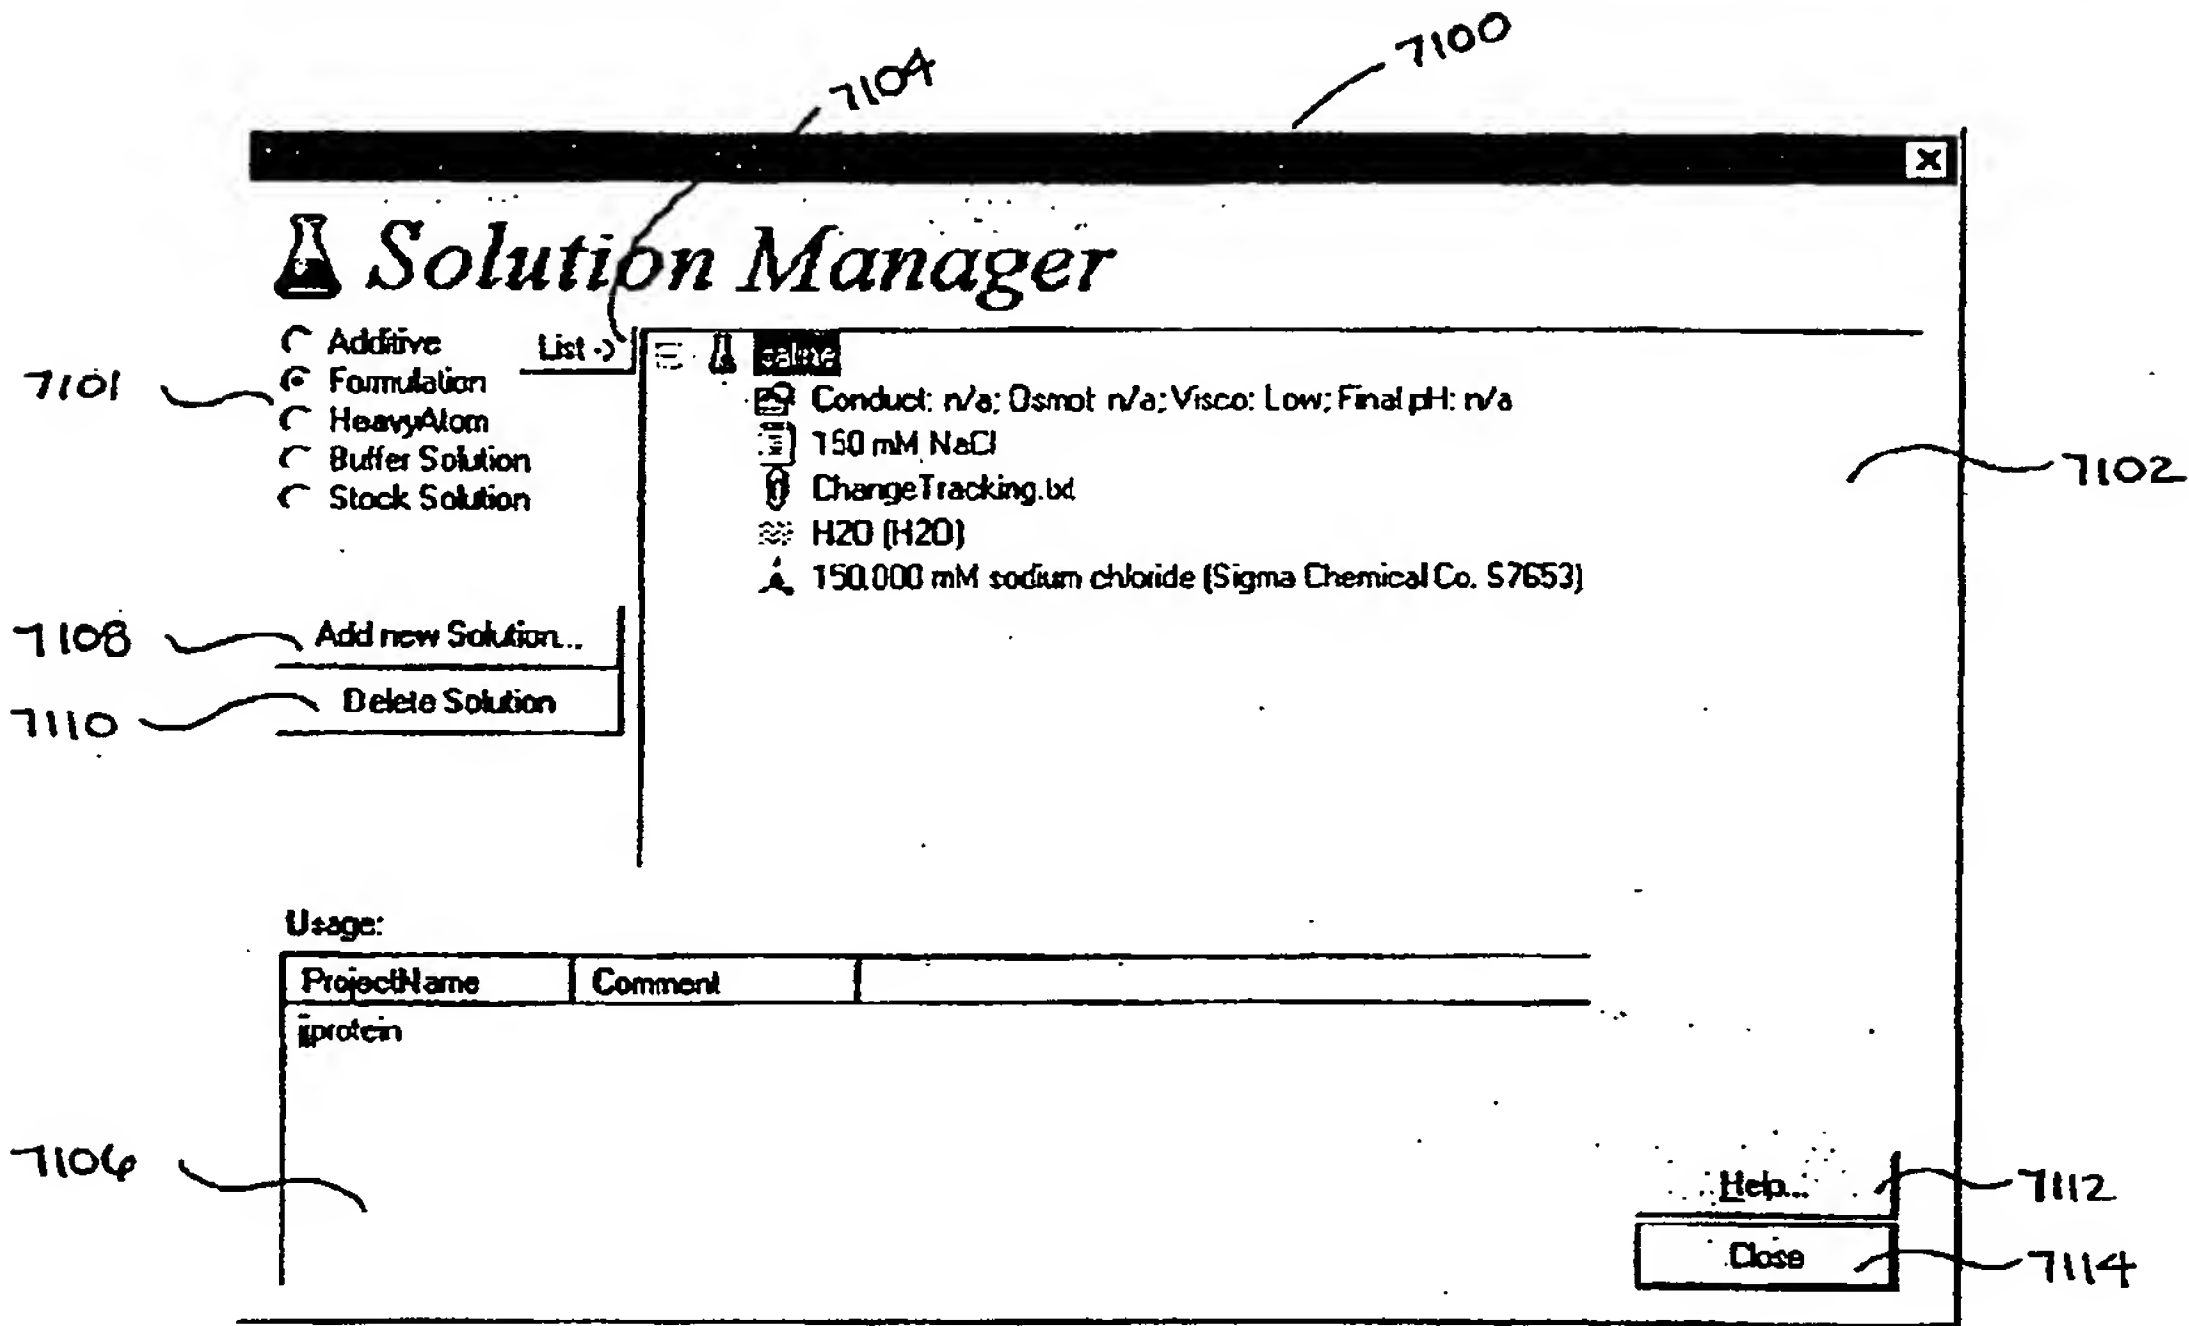 7104
7100
Solution Manager
Additive
List ->
saline
7101
Formulation
Conduct: n/a; Osmot: n/a; Visco: Low; Final pH: n/a
HeavyAtom
150 mM NaCl
Buffer Solution
7102
Stock Solution
ChangeTracking.txt
H2O (H2O)
150.000 mM sodium chloride (Sigma Chemical Co. S7653)
7108
Add new Solution...
7110
Delete Solution
Usage:
ProjectName
Comment
jjprotein
7106
Help...
7112
Close
7114